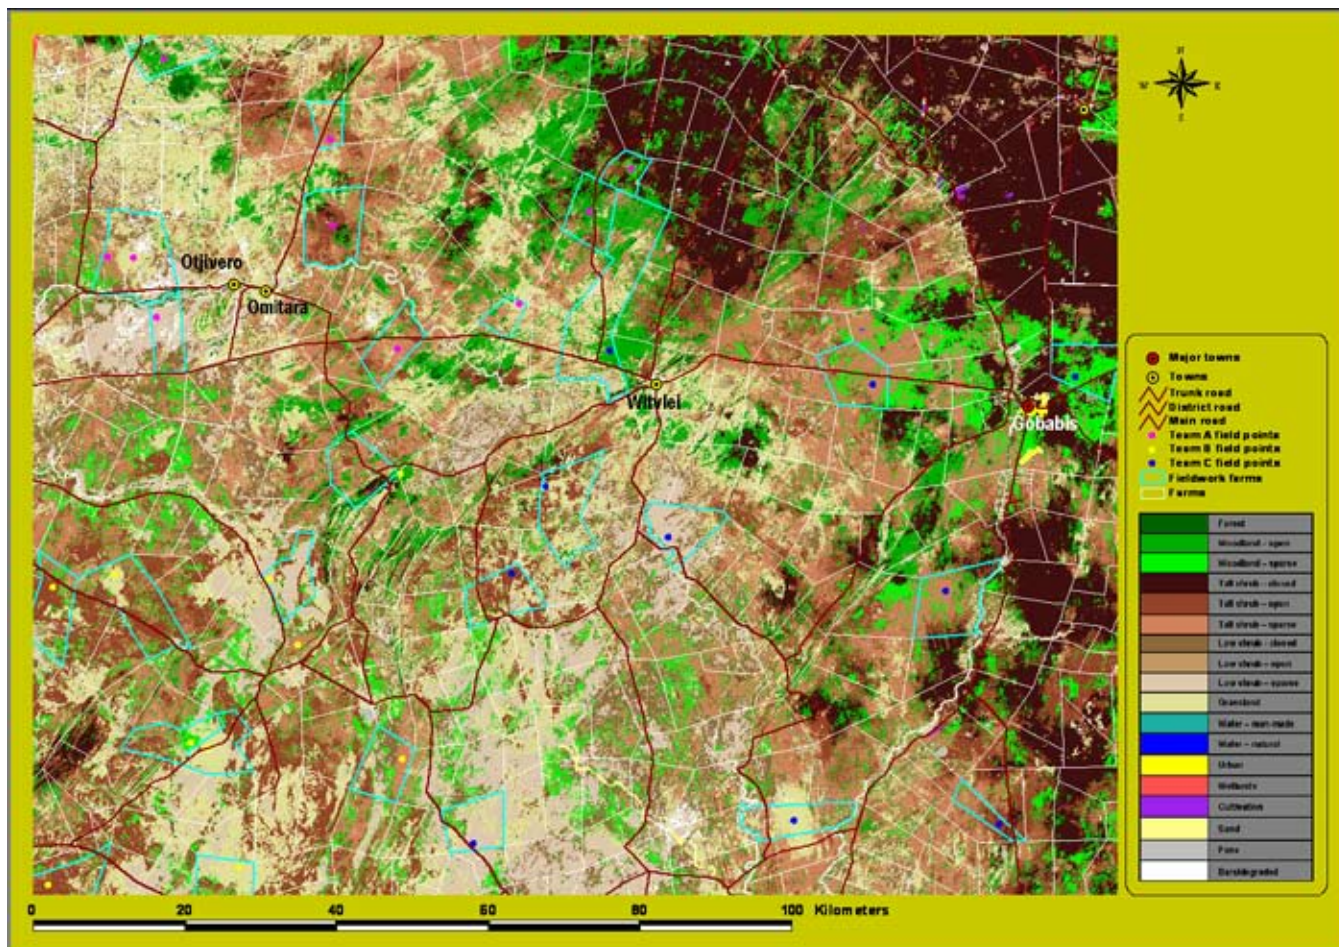 N
W E
S
Otjivero
Omitara
Witvlei
Gobabis
Major towns
Towns
Trunk road
District road
Main road
Team A field points
Team B field points
Team C field points
Fieldwork farms
Farms
Forest
Woodland - open
Woodland – sparse
Tall shrub – closed
Tall shrub – open
Tall shrub – sparse
Low shrub - closed
Low shrub – open
Low shrub – sparse
Grassland
Water – man-made
Water – natural
Urban
Wetlands
Cultivation
Sand
Pans
Bare/degraded
0 20 40 60 80 100 Kilometers